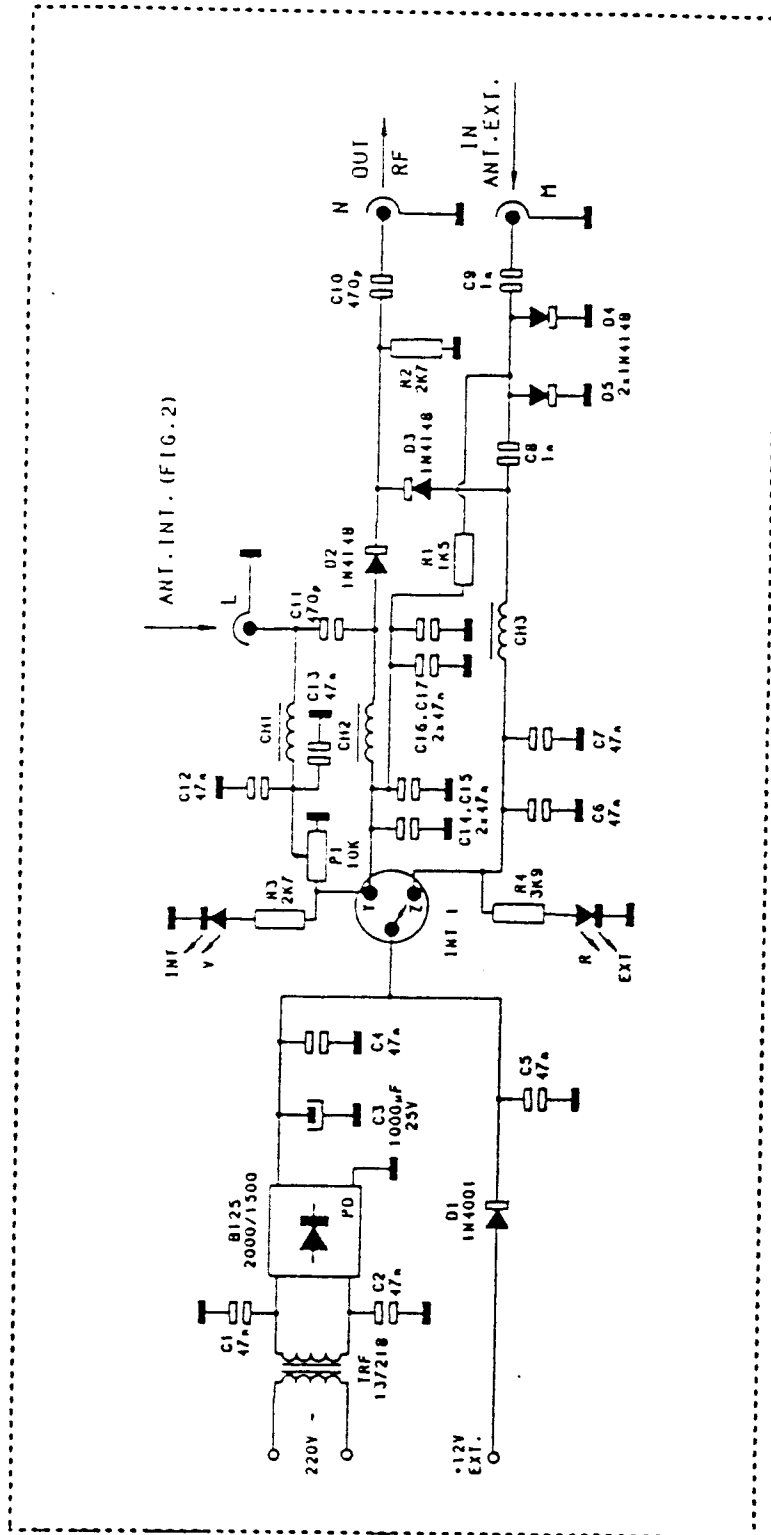 220V ~
+12V
EXT.
TRF
13/218
C1
47n
C2
47n
B125
2000/1500
PD
D1
1N4001
C3
1000µF
25V
C4
47n
C5
47n
INT
V
R3
2K7
Y
Z
INT 1
R4
3K9
R
EXT
P1
10K
C12
47n
C13
47n
CH1
CH2
C14,C15
2x47n
C16,C17
2x47n
C6
47n
C7
47n
CH3
ANT.INT. (FIG.2)
L
C11
470p
D2
1N4148
R1
1K5
D3
1N4148
R2
2K7
C8
1n
D5
D4
2x1N4148
C9
1n
C10
470p
N
OUT
RF
M
IN
ANT.EXT.